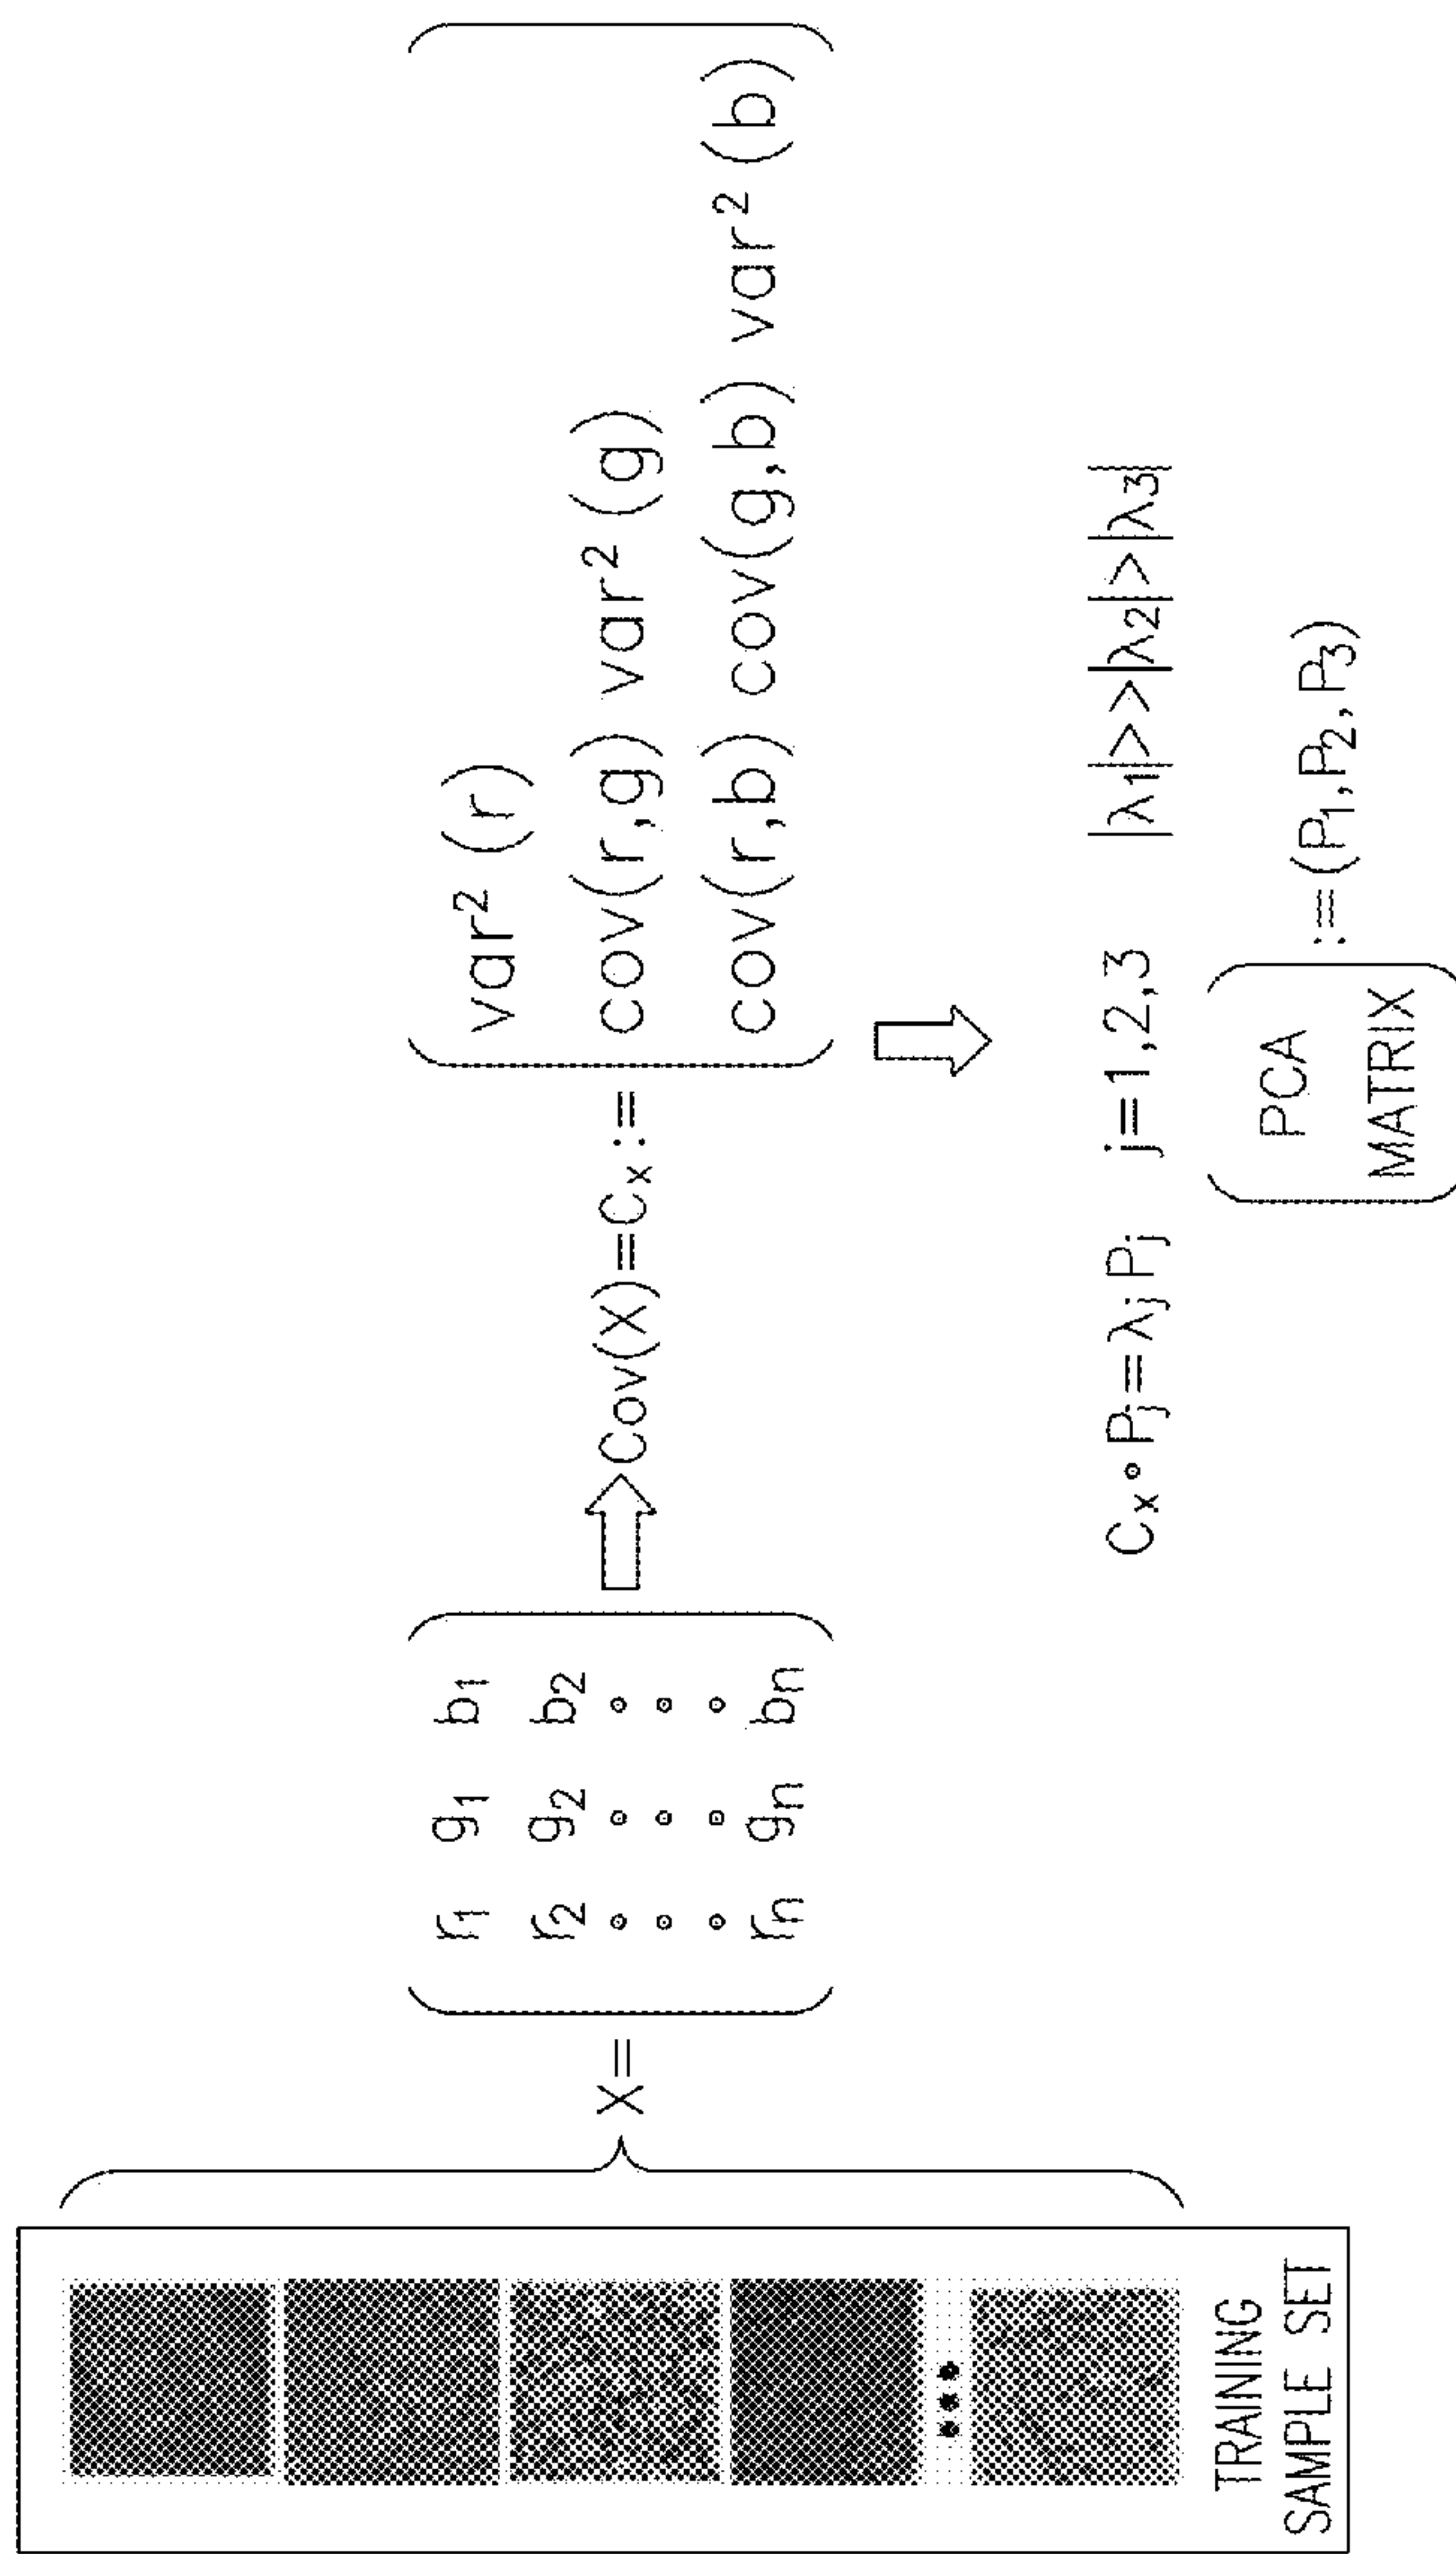 TRAINING
SAMPLE SET
X=
r₁ g₁ b₁
r₂ g₂ b₂
∘ ∘ ∘
∘ ∘ ∘
∘ ∘ ∘
rₙ gₙ bₙ
Cov(X)=Cₓ:=
var² (r)
cov(r,g) var² (g)
cov(r,b) cov(g,b) var² (b)
Cₓ∘Pⱼ=λⱼPⱼ j=1,2,3 |λ₁|>>|λ₂|>|λ₃|
PCA
MATRIX
:=(P₁,P₂,P₃)